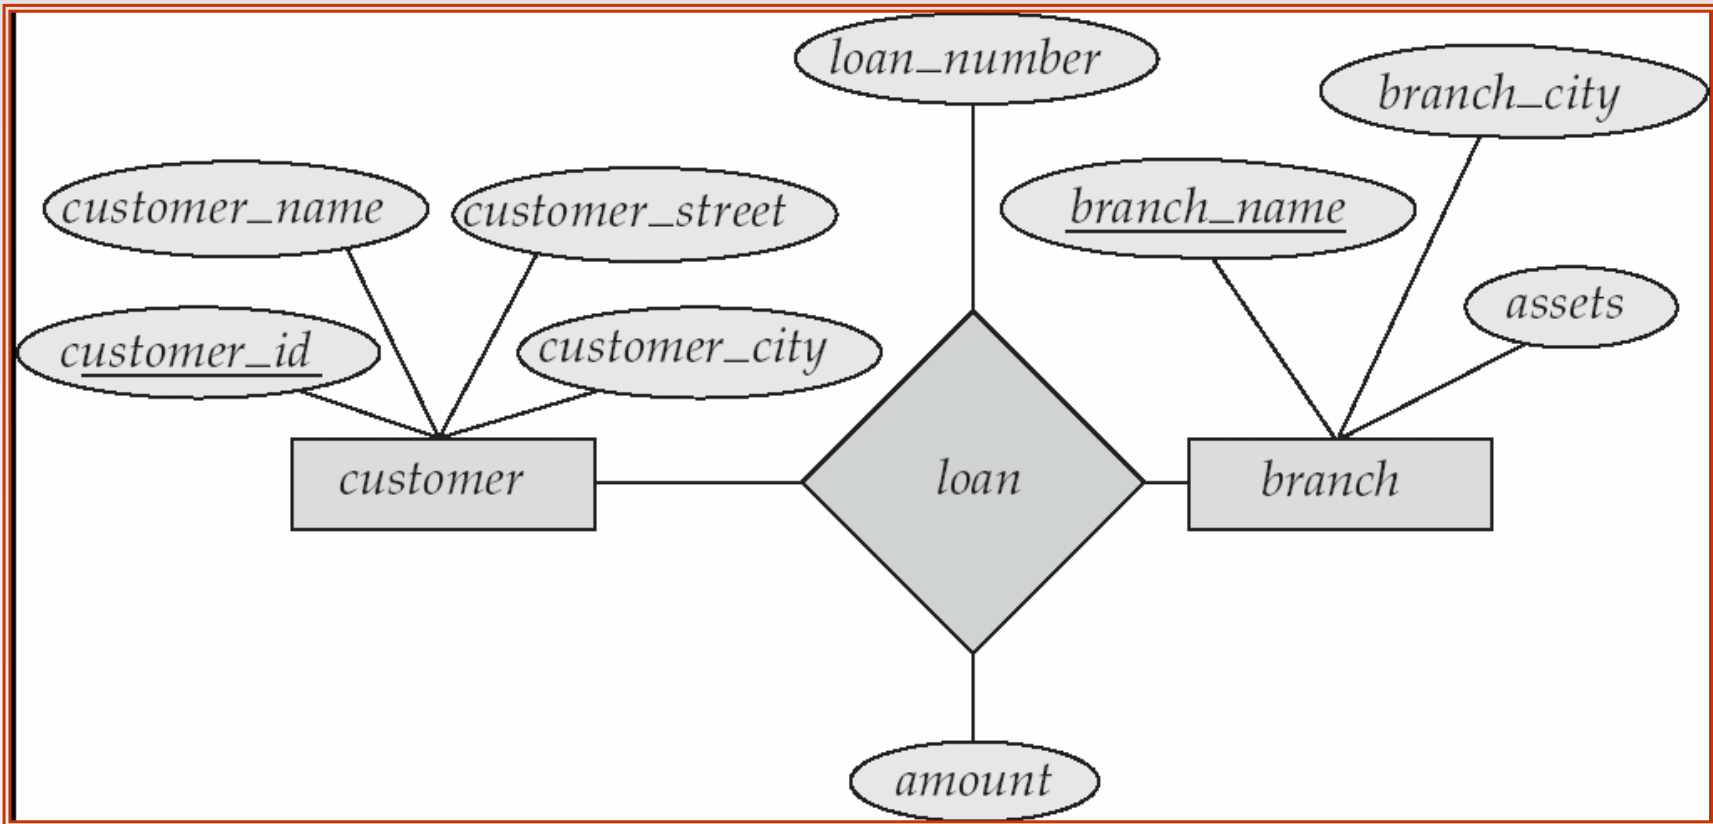 loan_number
branch_city
customer_name
customer_street
branch_name
assets
customer_id
customer_city
customer
loan
branch
amount